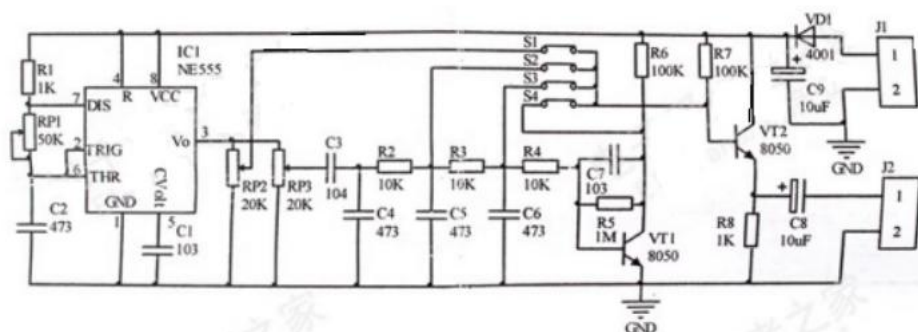 R1
1K
RP1
50K
C2
473
IC1
NE555
4
8
R
VCC
7
DIS
2
TRIG
6
THR
Vo
3
CVolt
GND
1
5
C1
103
RP2
20K
RP3
20K
C3
104
R2
10K
C4
473
R3
10K
C5
473
R4
10K
C6
473
S1
S2
S3
S4
C7
103
R5
1M
VT1
8050
GND
R6
100K
R7
100K
VT2
8050
R8
1K
VD1
4001
C9
10uF
GND
C8
10uF
J1
1
2
J2
1
2